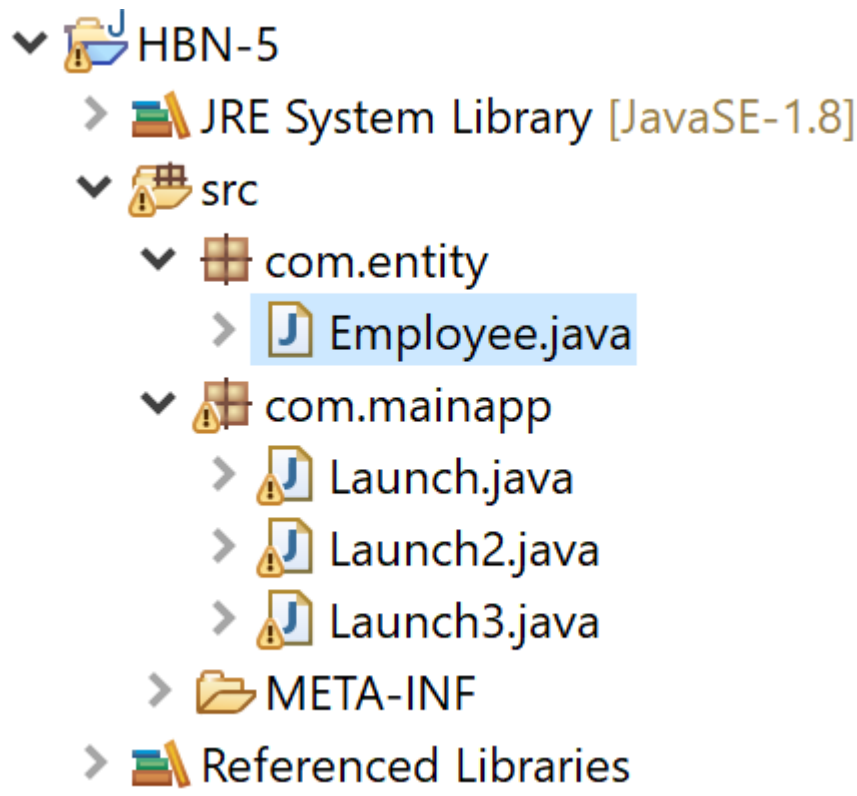 HBN-5
JRE System Library [JavaSE-1.8]
src
com.entity
Employee.java
com.mainapp
Launch.java
Launch2.java
Launch3.java
META-INF
Referenced Libraries